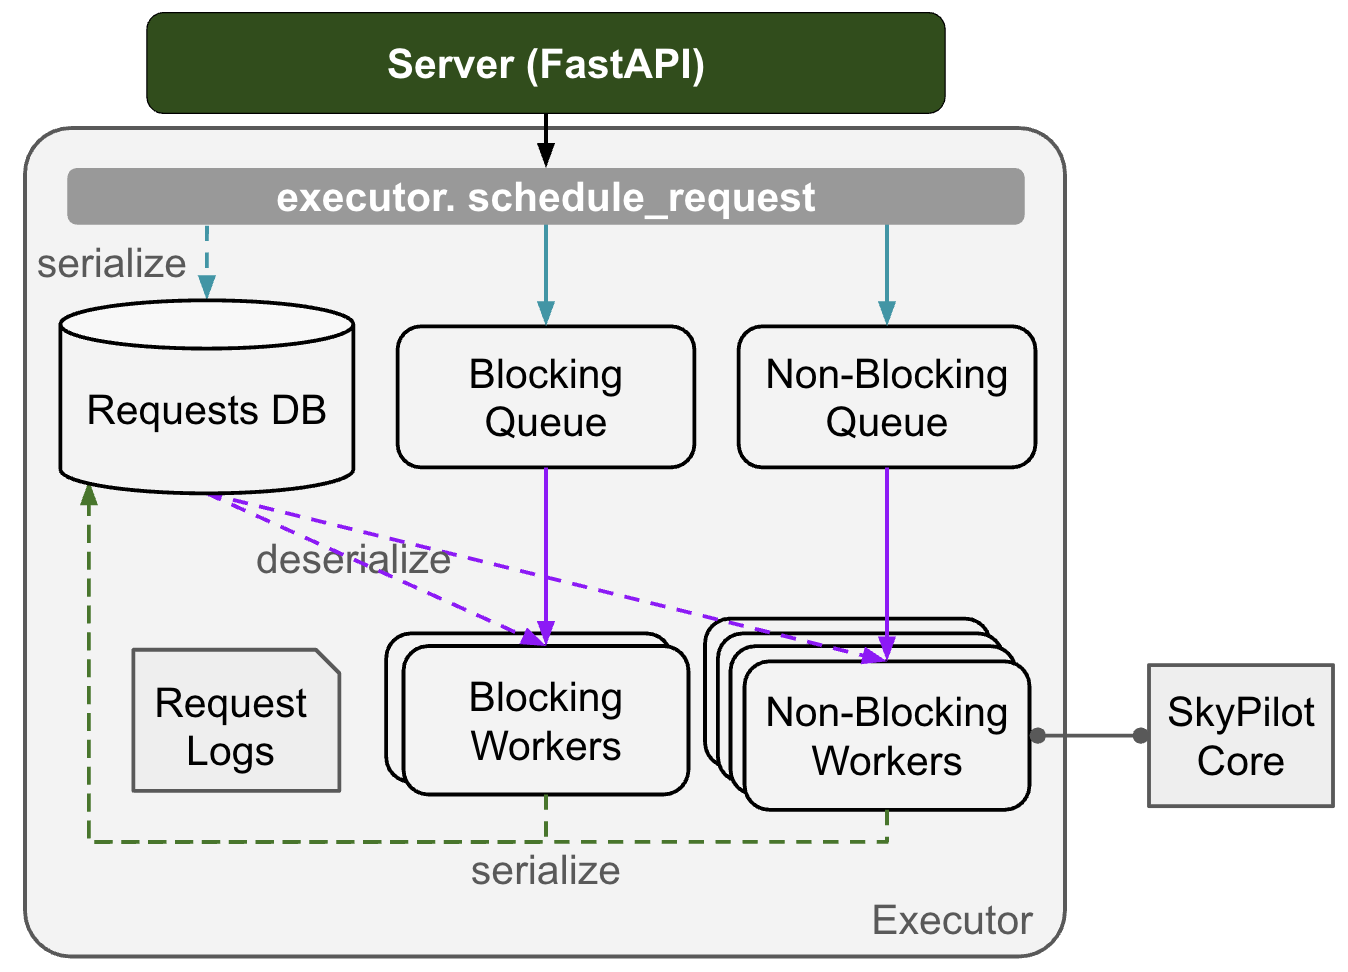 Server (FastAPI)
executor. schedule_request
serialize
Requests DB
Blocking
Queue
Non-Blocking
Queue
deserialize
Request
Logs
Blocking
Workers
Non-Blocking
Workers
SkyPilot
Core
serialize
Executor